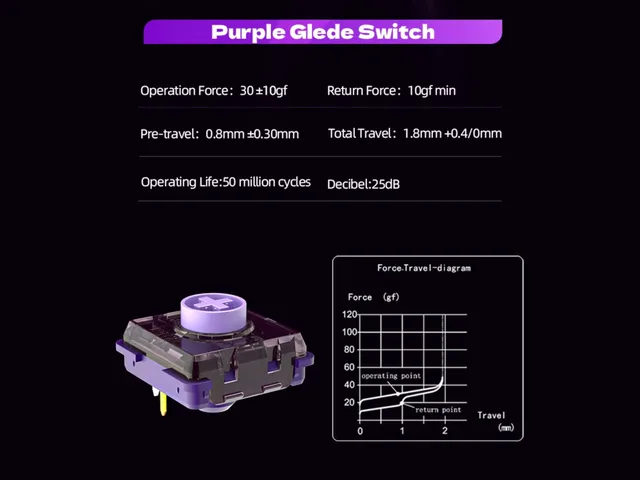 Purple Glede Switch
Operation Force: 30 ±10gf
Return Force: 10gf min
Pre-travel: 0.8mm ±0.30mm
Total Travel: 1.8mm +0.4/0mm
Operating Life:50 million cycles
Decibel:25dB
Force-Travel-diagram
Force (gf)
120
100
80
60
40
20
operating point
return point
Travel
(mm)
0
1
2